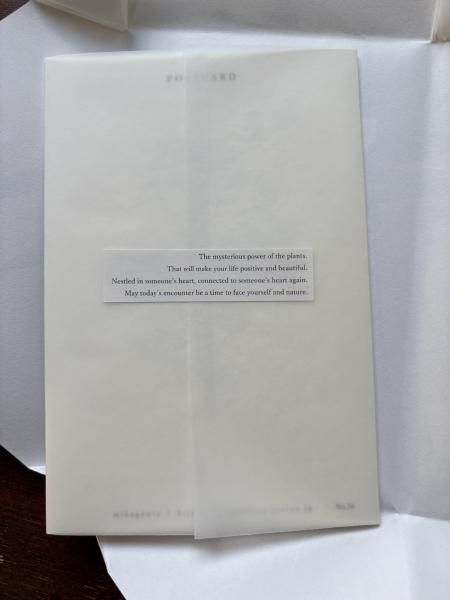 POSTCARD
The mysterious power of the plants.
That will make your life positive and beautiful.
Nestled in someone's heart, connected to someone's heart again.
May today's encounter be a time to face yourself and nature.